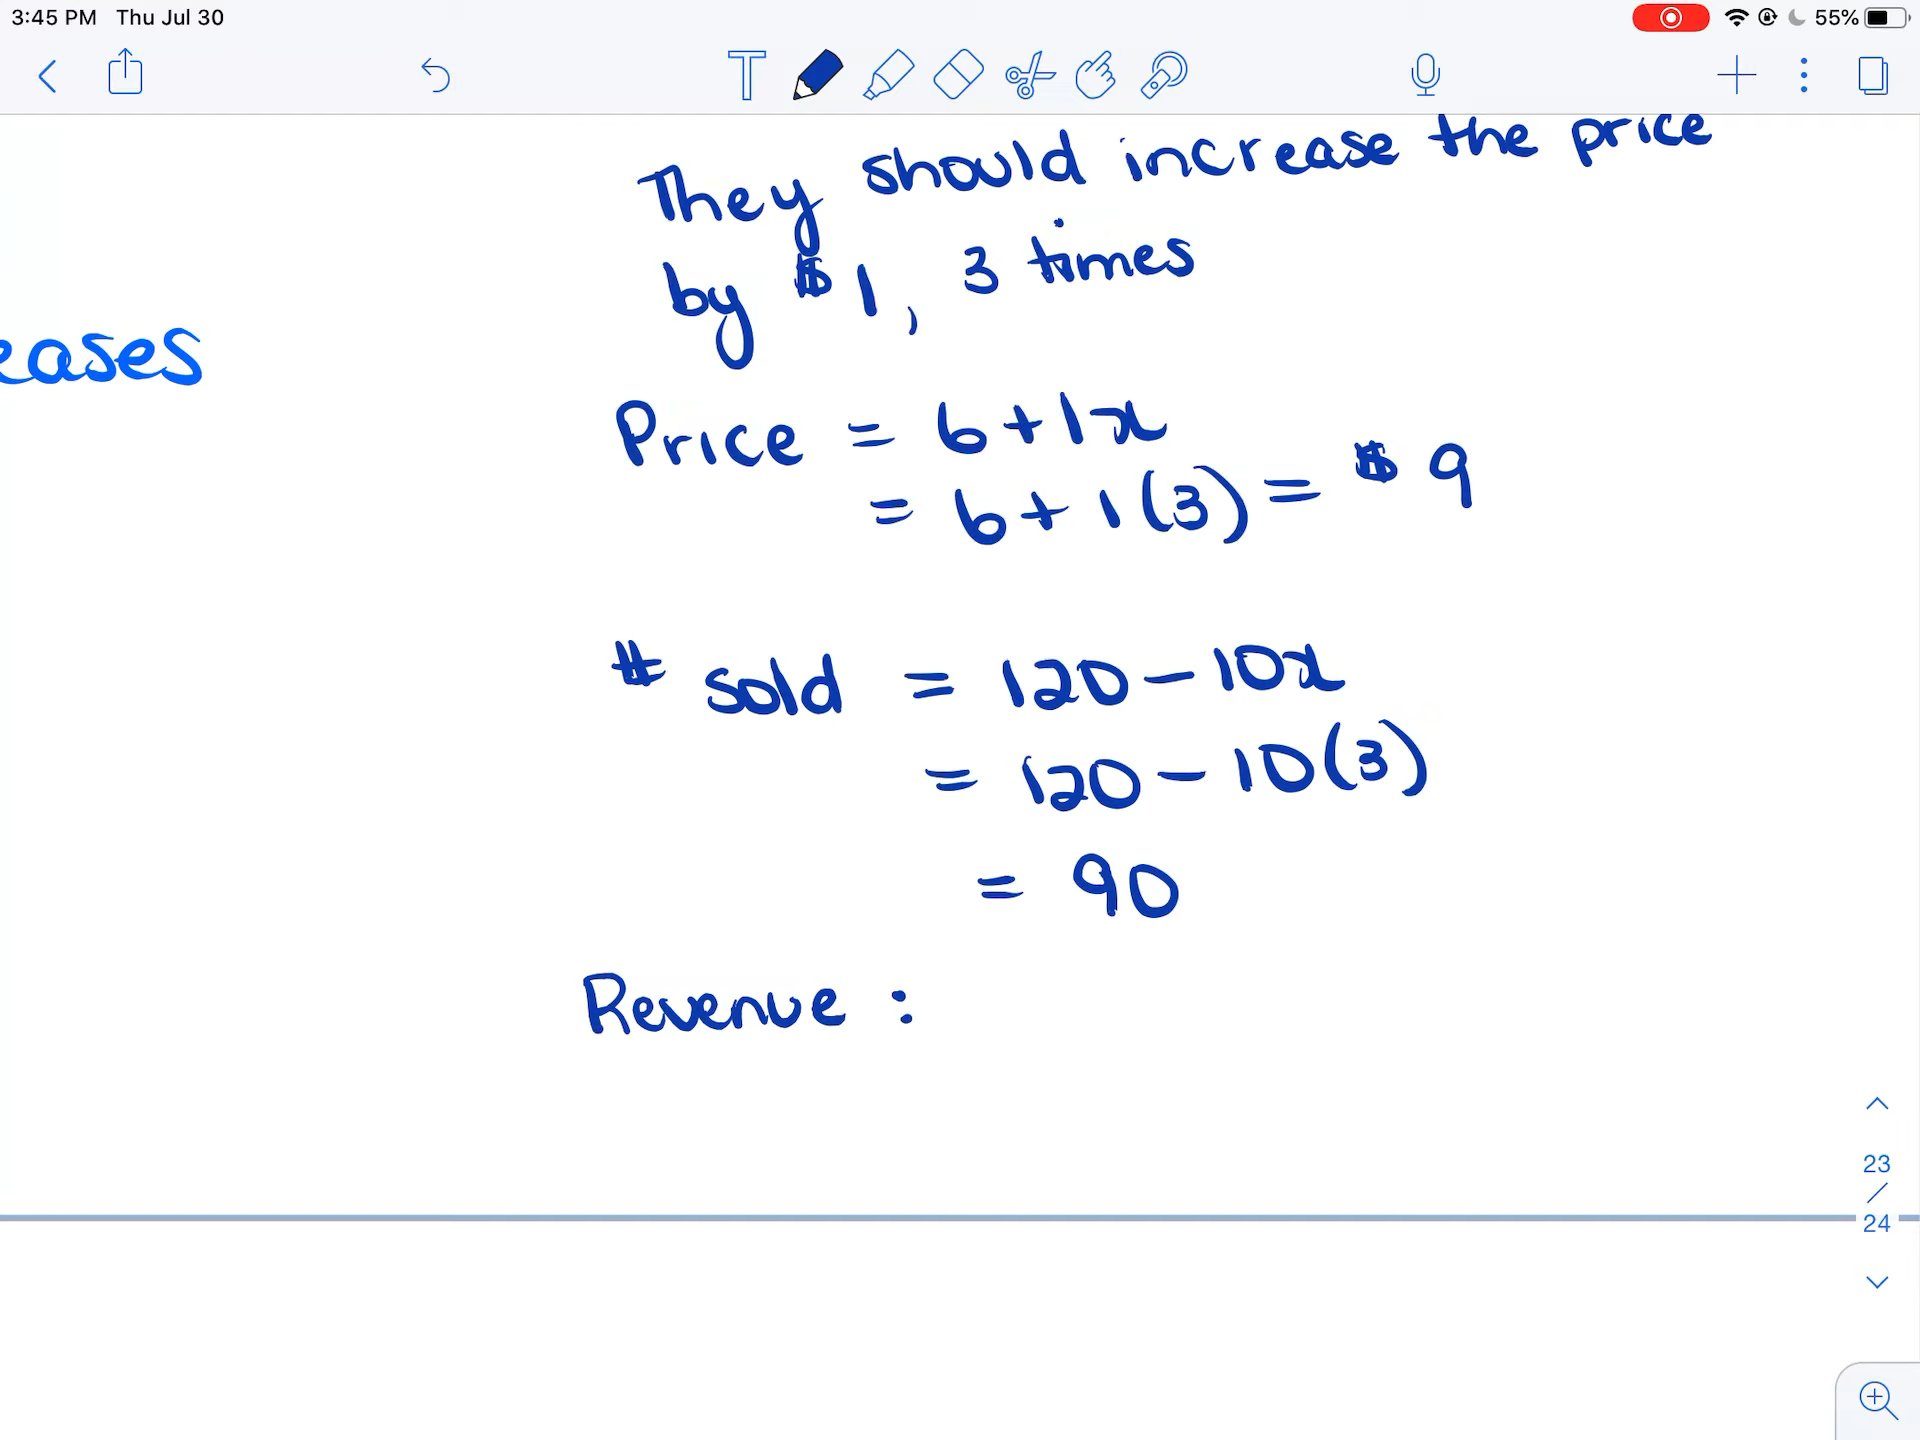 3:45 PM Thu Jul 30
55%
They should increase the price
by $1, 3 times
eases
Price = 6+1x
= 6+1(3) = $9
# sold = 120-10x
= 120-10(3)
= 90
Revenue :
23
/
24